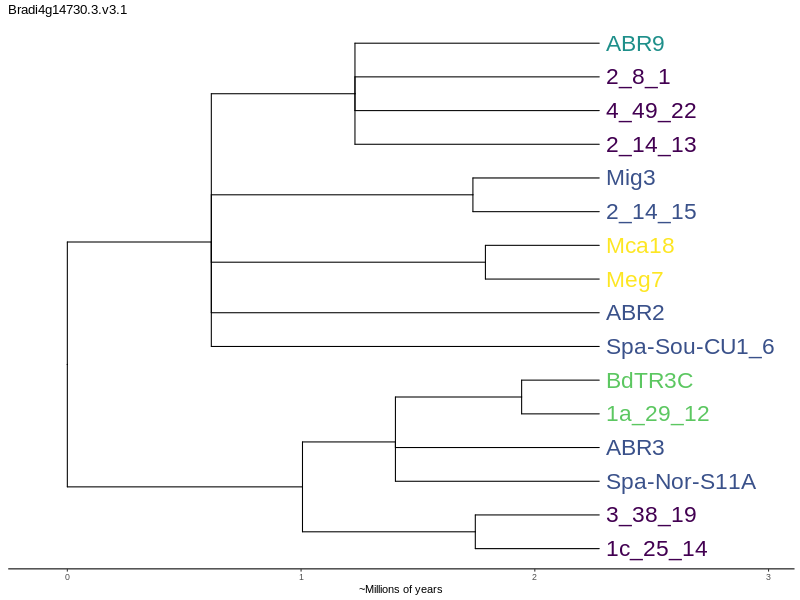 Bradi4g14730.3.v3.1
ABR9
2_8_1
4_49_22
2_14_13
Mig3
2_14_15
Mca18
Meg7
ABR2
Spa-Sou-CU1_6
BdTR3C
1a_29_12
ABR3
Spa-Nor-S11A
3_38_19
1c_25_14
0 1 2 3
~Millions of years